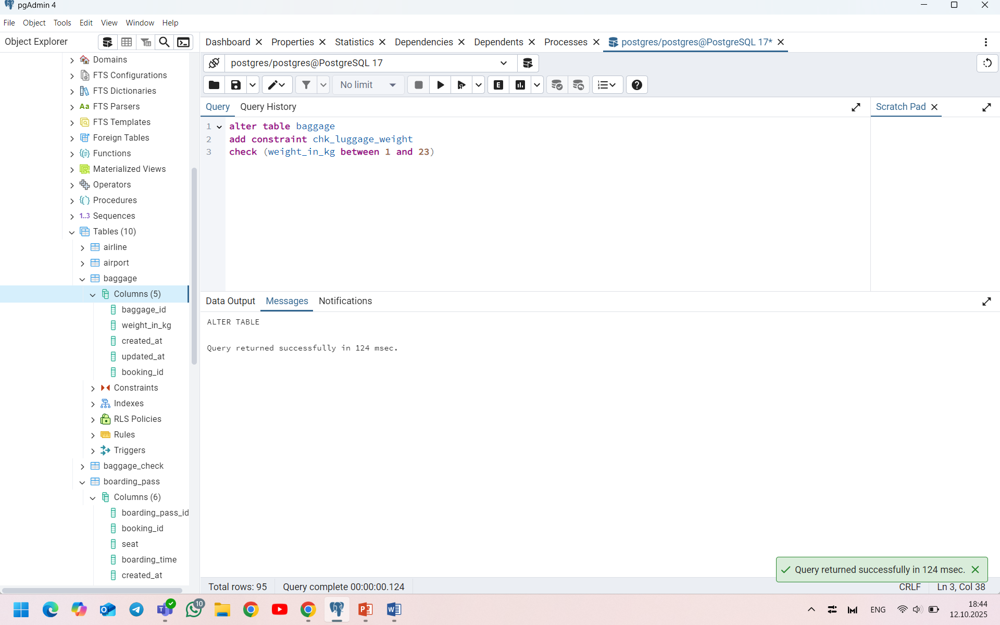 pgAdmin 4
File Object Tools Edit View Window Help
Object Explorer
Dashboard Properties Statistics Dependencies Dependents Processes postgres/postgres@PostgreSQL 17*
postgres/postgres@PostgreSQL 17
No limit
E
Query Query History
Scratch Pad
1 alter table baggage
2 add constraint chk_luggage_weight
3 check (weight_in_kg between 1 and 23)
Domains
FTS Configurations
FTS Dictionaries
Aa FTS Parsers
FTS Templates
Foreign Tables
Functions
Materialized Views
Operators
Procedures
1..3 Sequences
Tables (10)
airline
airport
baggage
Columns (5)
baggage_id
weight_in_kg
created_at
updated_at
booking_id
Constraints
Indexes
RLS Policies
Rules
Triggers
baggage_check
boarding_pass
Columns (6)
boarding_pass_id
booking_id
seat
boarding_time
created_at
Data Output Messages Notifications
ALTER TABLE
Query returned successfully in 124 msec.
Query returned successfully in 124 msec.
Total rows: 95 Query complete 00:00:00.124 CRLF Ln 3, Col 38
10
ENG
18:44
12.10.2025